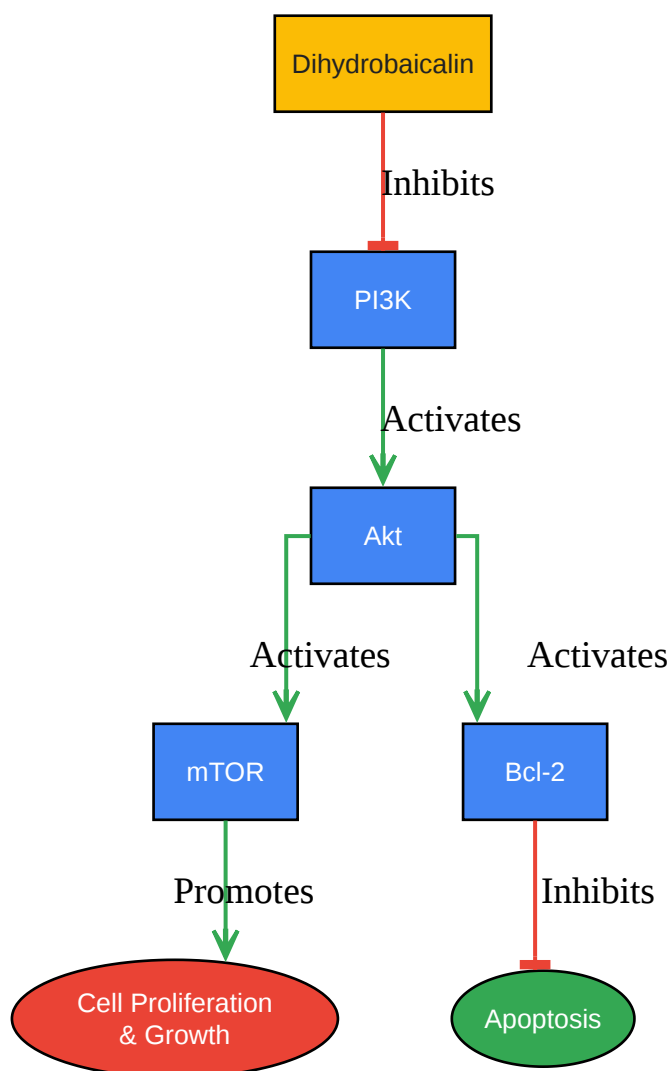 Dihydrobaicalin
Inhibits
PI3K
Activates
Akt
Activates
Activates
mTOR
Bcl-2
Promotes
Inhibits
Cell Proliferation
& Growth
Apoptosis